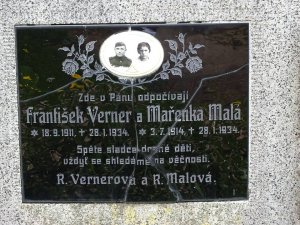 Zde v Pánu odpočívají
František Verner a Mařenka Malá
* 18.9.1911, + 28.1.1934. * 3.7.1914, + 28.1.1934.
Spěte sladce drahé děti,
vždyť se shledáme na věčnosti.
R. Vernerová a R. Malová.